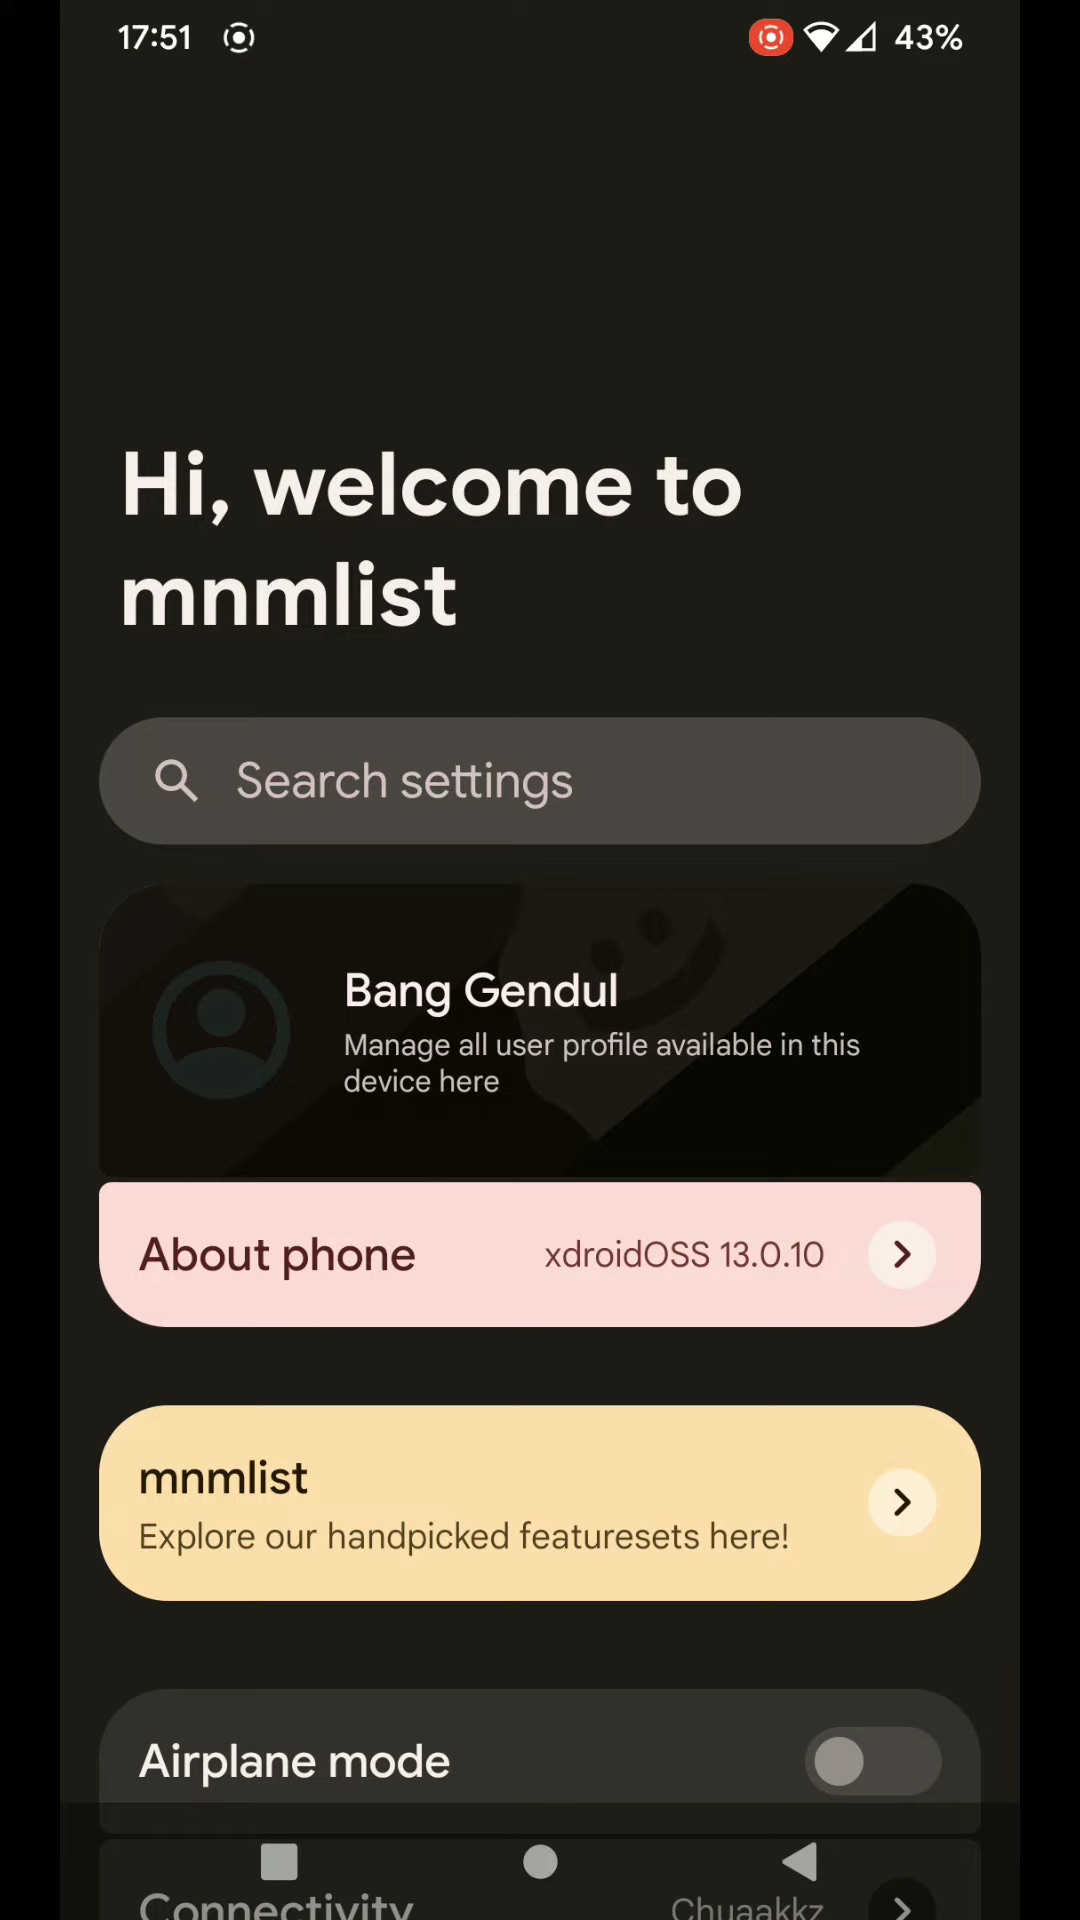 17:51
43%
Hi, welcome to
mnmlist
Search settings
Bang Gendul
Manage all user profile available in this
device here
About phone
xdroidOSS 13.0.10
mnmlist
Explore our handpicked featuresets here!
Airplane mode
Connectivity
Chuaakkz